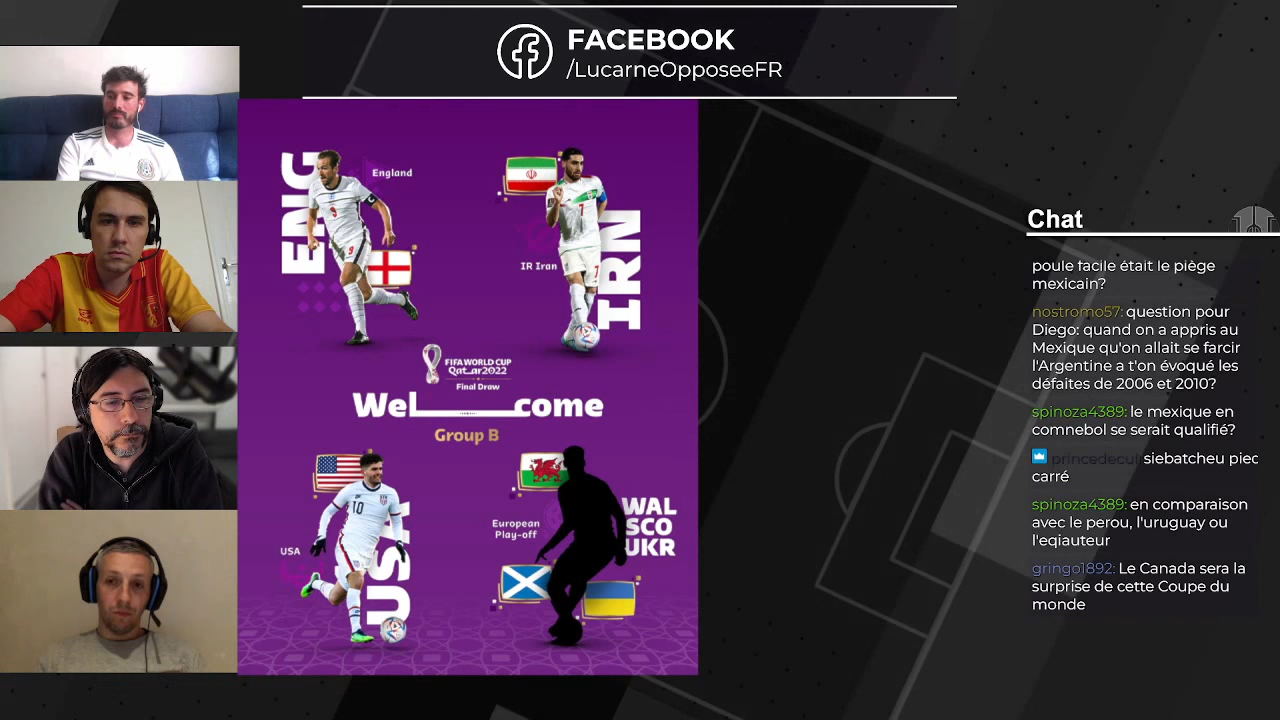 FACEBOOK
/LucarneOpposeeFR
ENG
England
IR Iran
IRN
FIFA WORLD CUP
Qatar2022
Final Draw
Welcome
Group B
USA
USA
10
European
Play-off
WAL
SCO
UKR
Chat
poule facile était le piège
mexicain?
nostromo57: question pour
Diego: quand on a appris au
Mexique qu'on allait se farcir
l'Argentine a t'on évoqué les
défaites de 2006 et 2010?
spinoza4389: le mexique en
comnebol se serait qualifié?
siebatcheu pied
carré
spinoza4389: en comparaison
avec le perou, l'uruguay ou
l'eqiauteur
gringo1892: Le Canada sera la
surprise de cette Coupe du
monde